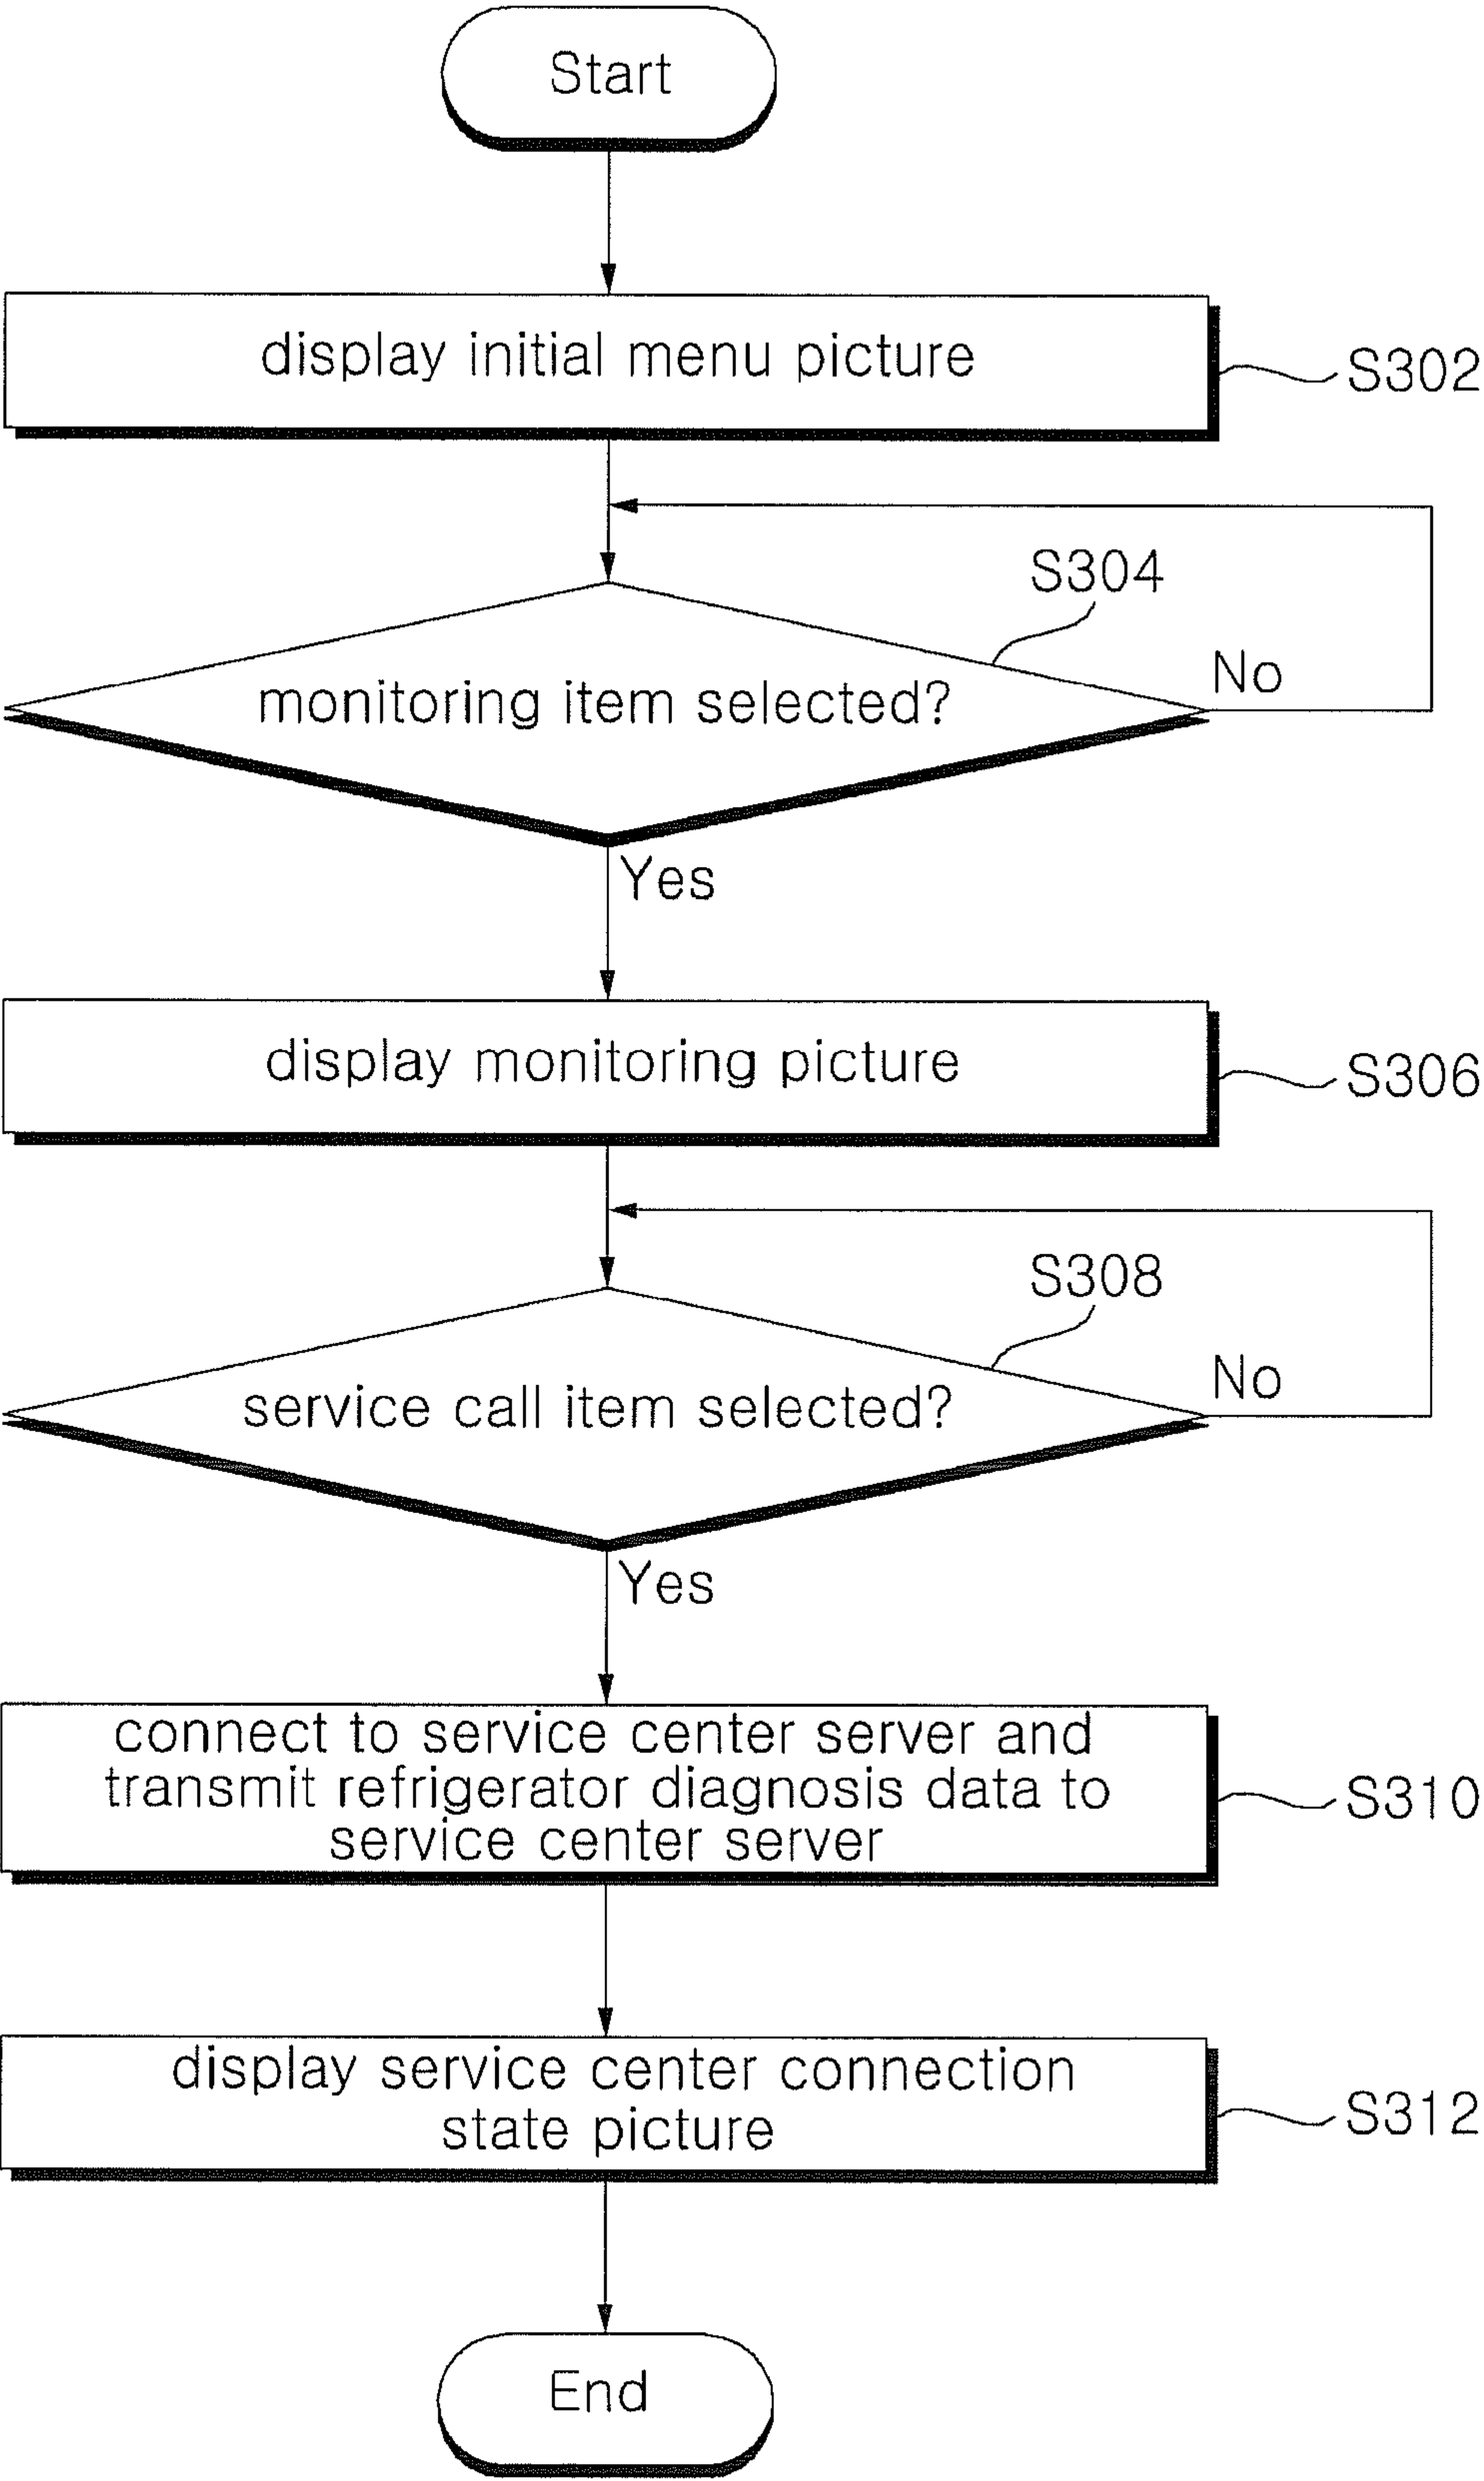 Start
display initial menu picture
S302
S304
monitoring item selected?
No
Yes
display monitoring picture
S306
S308
service call item selected?
No
Yes
connect to service center server and
transmit refrigerator diagnosis data to
service center server
S310
display service center connection
state picture
S312
End